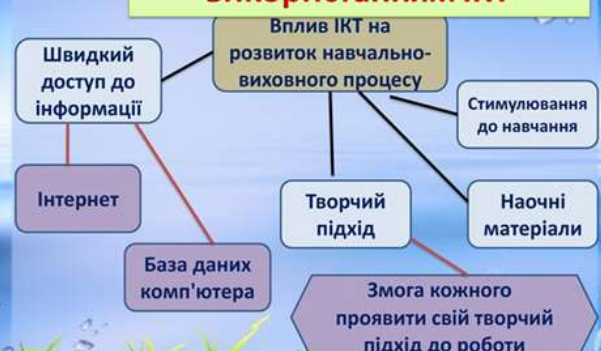 Вплив ІКТ на
розвиток навчально-
виховного процесу
Швидкий
доступ до
інформації
Стимулювання
до навчання
Інтернет
Творчий
підхід
Наочні
матеріали
База даних
комп'ютера
Змога кожного
проявити свій творчий
підхід до роботи